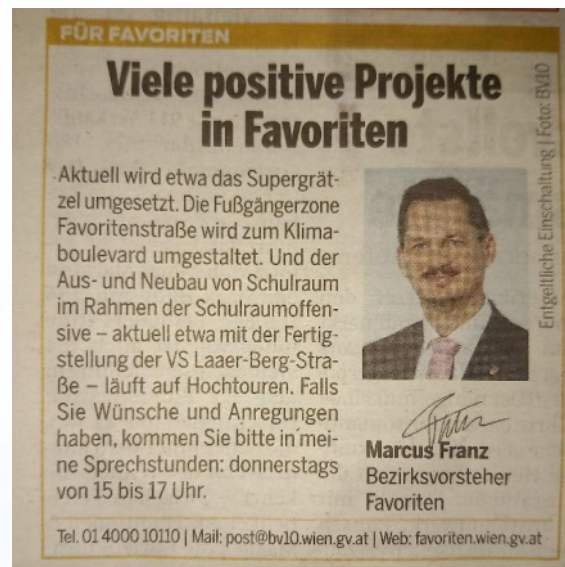 FÜR FAVORITEN
Viele positive Projekte
in Favoriten
Aktuell wird etwa das Supergrät-
zel umgesetzt. Die Fußgängerzone
Favoritenstraße wird zum Klima-
boulevard umgestaltet. Und der
Aus- und Neubau von Schulraum
im Rahmen der Schulraumoffen-
sive – aktuell etwa mit der Fertig-
stellung der VS Laaer-Berg-Stra-
ße – läuft auf Hochtouren. Falls
Sie Wünsche und Anregungen
haben, kommen Sie bitte in mei-
ne Sprechstunden: donnerstags
von 15 bis 17 Uhr.
Entgeltliche Einschaltung | Foto: BV10
Marcus Franz
Bezirksvorsteher
Favoriten
Tel. 01 4000 10110 | Mail: post@bv10.wien.gv.at | Web: favoriten.wien.gv.at